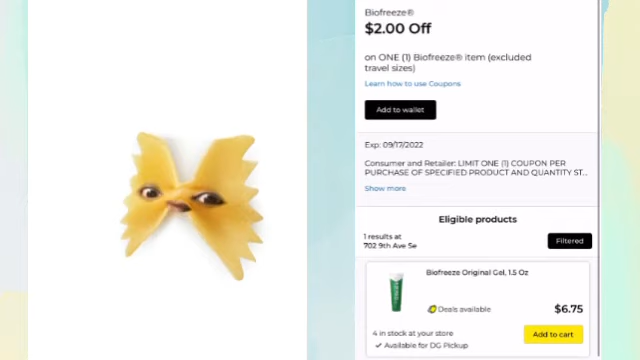 Biofreeze®
$2.00 Off
on ONE (1) Biofreeze® item (excluded
travel sizes)
Learn how to use Coupons
Add to wallet
Exp: 09/17/2022
Consumer and Retailer: LIMIT ONE (1) COUPON PER
PURCHASE OF SPECIFIED PRODUCT AND QUANTITY ST...
Show more
Eligible products
1 results at
702 9th Ave Se
Filtered
Biofreeze Original Gel, 1.5 Oz
Deals available
$6.75
4 in stock at your store
Available for DG Pickup
Add to cart